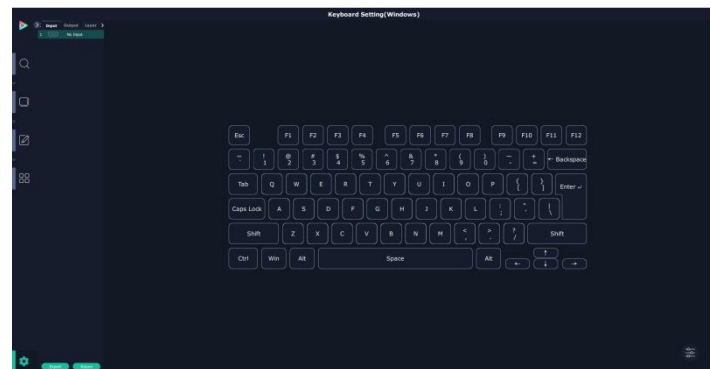 Keyboard Setting(Windows)
Input Output Layer >
1 No Input
Esc F1 F2 F3 F4 F5 F6 F7 F8 F9 F10 F11 F12
! @ # $ % ^ & * ( ) +
1 2 3 4 5 6 7 8 9 0 = ← Backspace
Tab Q W E R T Y U I O P { } Enter ↵
[ ]
Caps Lock A S D F G H J K L : " |
; ' \
Shift Z X C V B N M < > ? Shift
, . /
Ctrl Win Alt Space Alt ← ↑ ↓ →